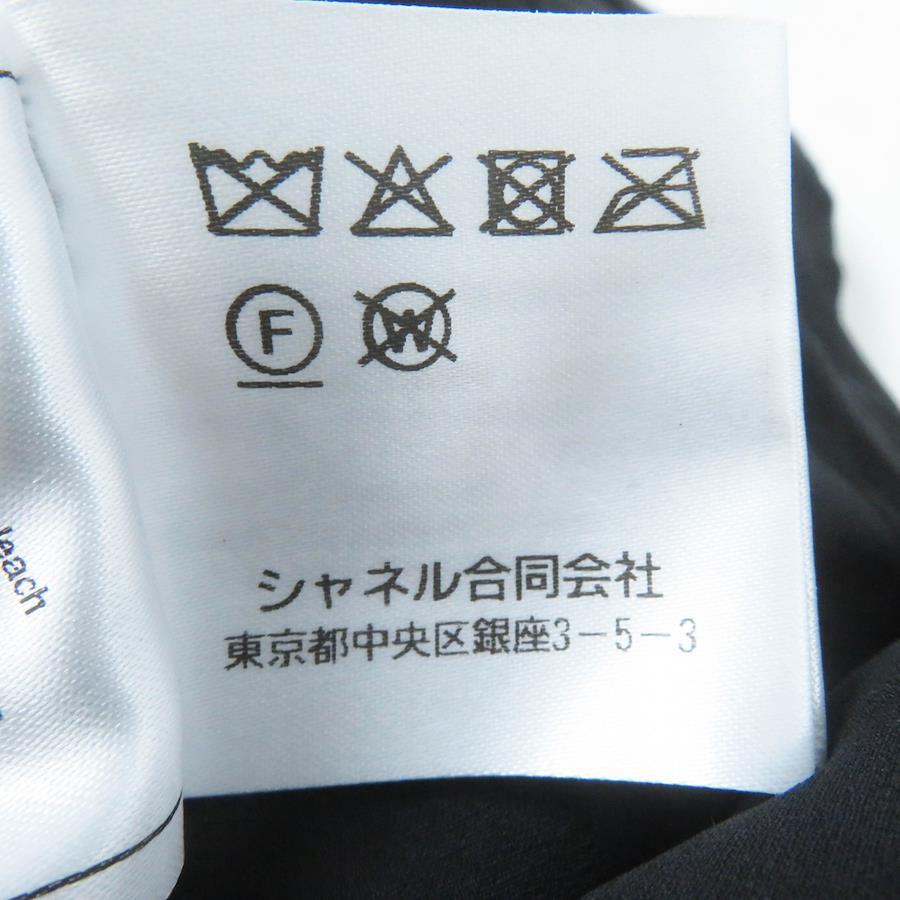 F W
シャネル合同会社
東京都中央区銀座3-5-3
leach